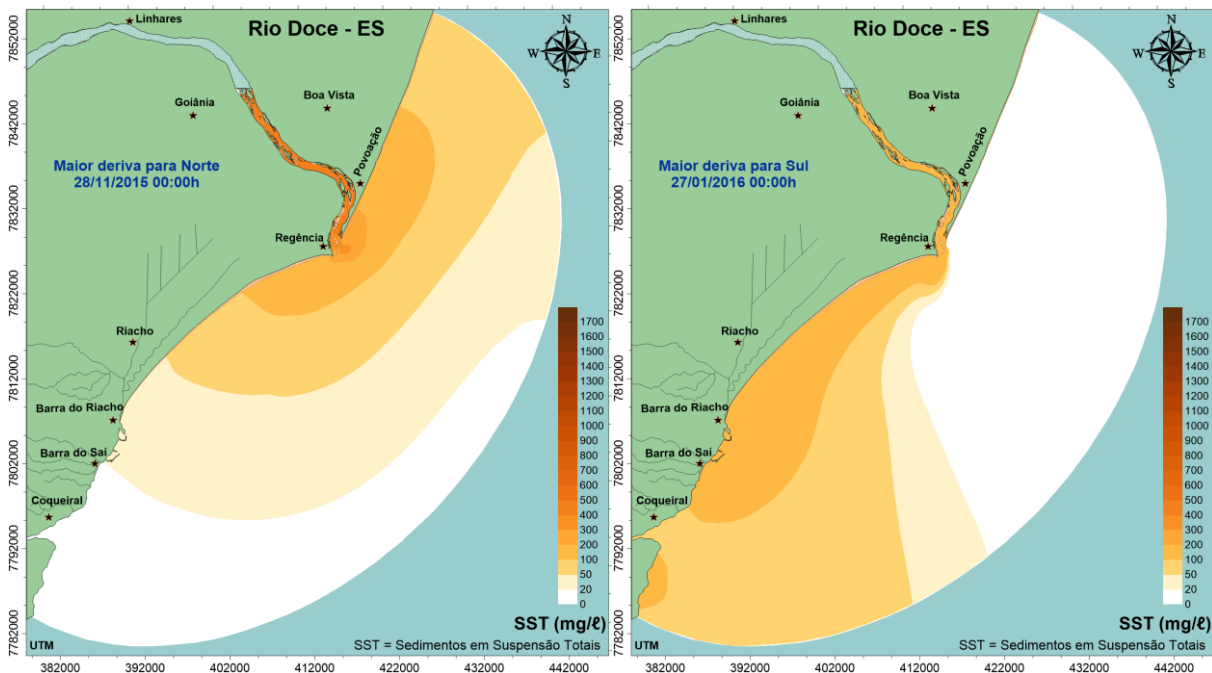 Rio Doce - ES
N
W E
S
Linhares
Goiânia
Boa Vista
Povoação
Maior deriva para Norte
28/11/2015 00:00h
Regência
Riacho
Barra do Riacho
Barra do Saí
Coqueiral
1700
1600
1500
1400
1300
1200
1100
1000
900
800
700
600
500
400
300
200
100
50
20
0
SST (mg/ℓ)
SST = Sedimentos em Suspensão Totais
UTM
7852000
7842000
7832000
7822000
7812000
7802000
7792000
7782000
382000 392000 402000 412000 422000 432000 442000
Rio Doce - ES
N
W E
S
Linhares
Goiânia
Boa Vista
Povoação
Maior deriva para Sul
27/01/2016 00:00h
Regência
Riacho
Barra do Riacho
Barra do Saí
Coqueiral
1700
1600
1500
1400
1300
1200
1100
1000
900
800
700
600
500
400
300
200
100
50
20
0
SST (mg/ℓ)
SST = Sedimentos em Suspensão Totais
UTM
7852000
7842000
7832000
7822000
7812000
7802000
7792000
7782000
382000 392000 402000 412000 422000 432000 442000